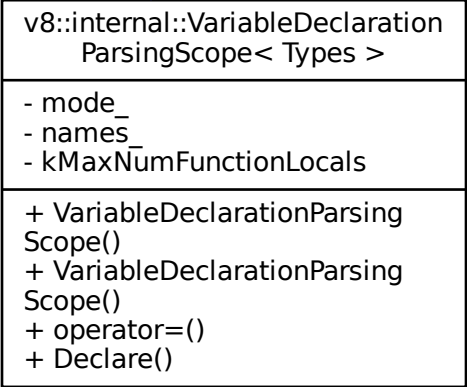 v8::internal::VariableDeclaration
ParsingScope< Types >
- mode_
- names_
- kMaxNumFunctionLocals
+ VariableDeclarationParsing
Scope()
+ VariableDeclarationParsing
Scope()
+ operator=()
+ Declare()